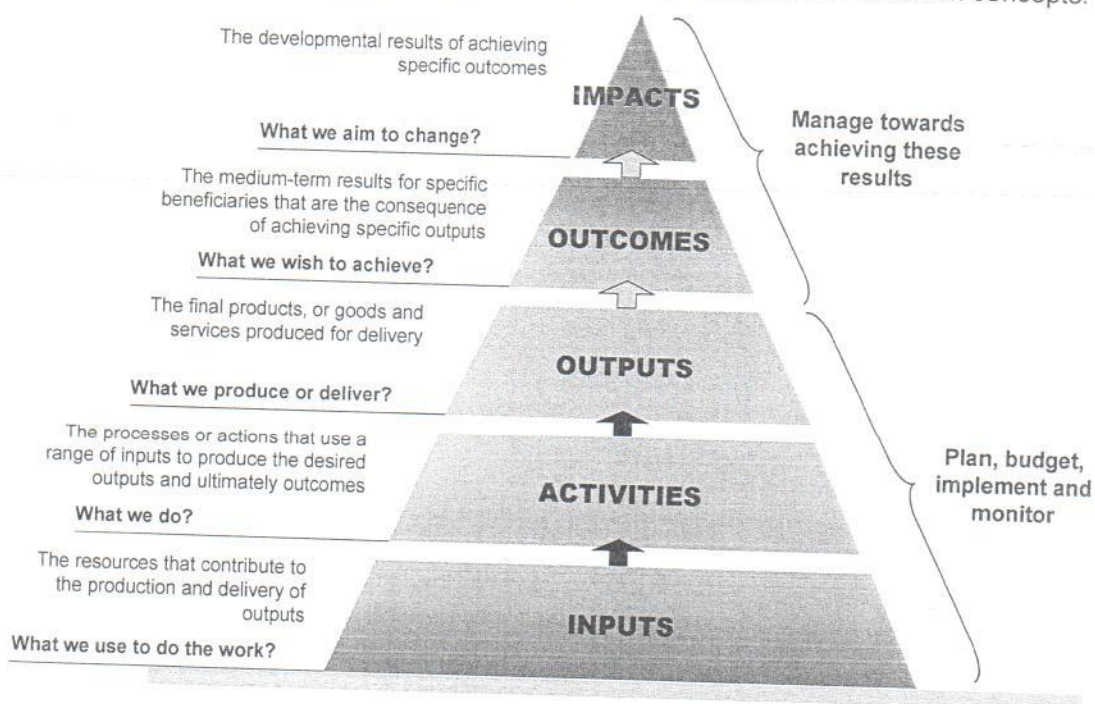 concepts.
The developmental results of achieving
specific outcomes
IMPACTS
What we aim to change?
Manage towards
achieving these
results
The medium-term results for specific
beneficiaries that are the consequence
of achieving specific outputs
OUTCOMES
What we wish to achieve?
The final products, or goods and
services produced for delivery
OUTPUTS
What we produce or deliver?
The processes or actions that use a
range of inputs to produce the desired
outputs and ultimately outcomes
ACTIVITIES
What we do?
Plan, budget,
implement and
monitor
The resources that contribute to
the production and delivery of
outputs
INPUTS
What we use to do the work?